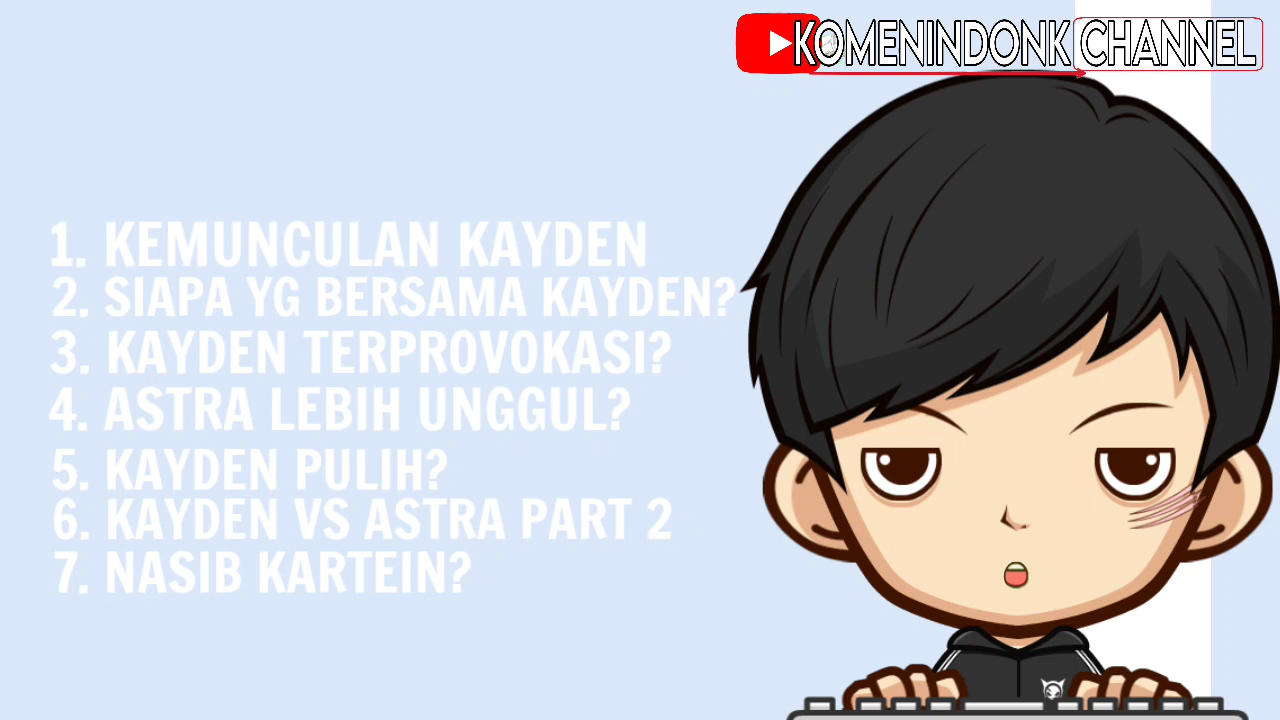 KOMENINDONK CHANNEL
1. KEMUNCULAN KAYDEN
2. SIAPA YG BERSAMA KAYDEN?
3. KAYDEN TERPROVOKASI?
4. ASTRA LEBIH UNGGUL?
5. KAYDEN PULIH?
6. KAYDEN VS ASTRA PART 2
7. NASIB KARTEIN?